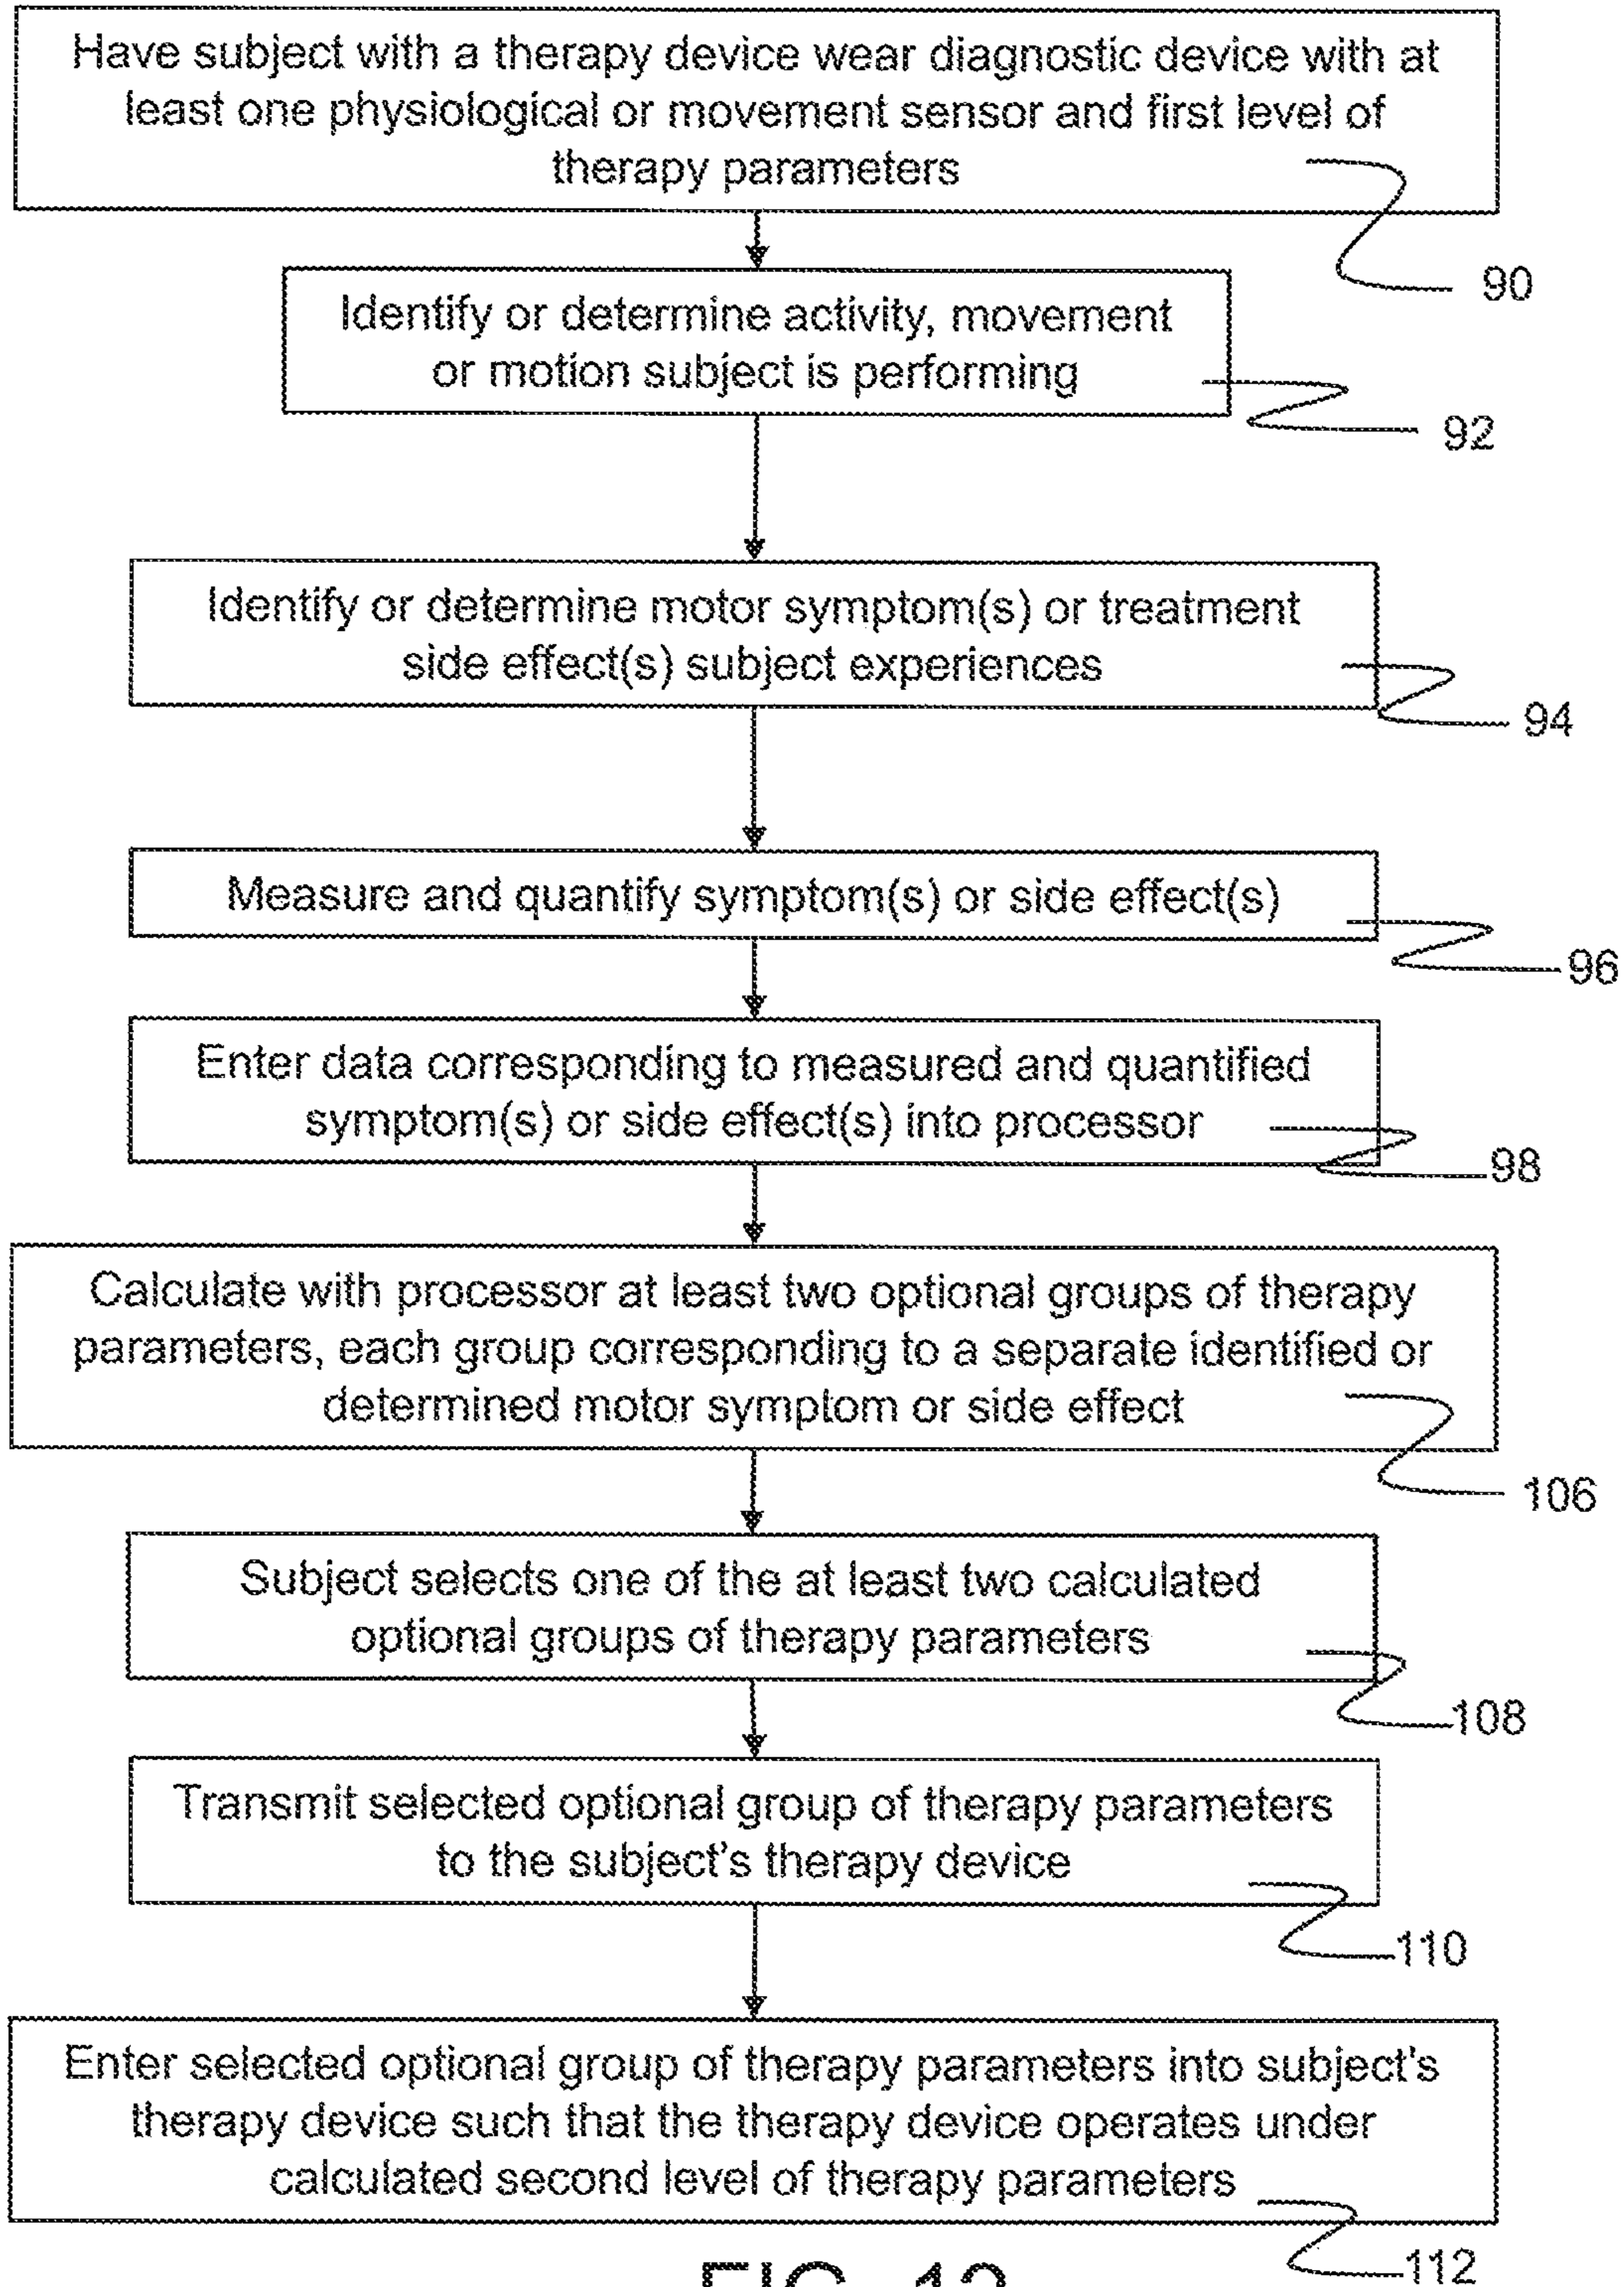 Have subject with a therapy device wear diagnostic device with at
least one physiological or movement sensor and first level of
therapy parameters
90
Identify or determine activity, movement
or motion subject is performing
92
Identify or determine motor symptom(s) or treatment
side effect(s) subject experiences
94
Measure and quantify symptom(s) or side effect(s)
96
Enter data corresponding to measured and quantified
symptom(s) or side effect(s) into processor
98
Calculate with processor at least two optional groups of therapy
parameters, each group corresponding to a separate identified or
determined motor symptom or side effect
106
Subject selects one of the at least two calculated
optional groups of therapy parameters
108
Transmit selected optional group of therapy parameters
to the subject's therapy device
110
Enter selected optional group of therapy parameters into subject's
therapy device such that the therapy device operates under
calculated second level of therapy parameters
112
FIG.